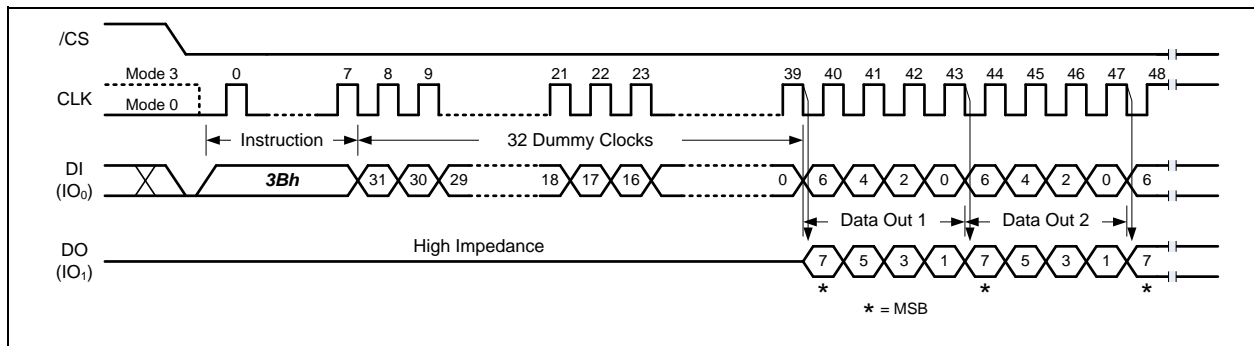 /CS
Mode 3 0 7 8 9 21 22 23 39 40 41 42 43 44 45 46 47 48
CLK Mode 0
Instruction 32 Dummy Clocks
DI
(IO0) 3Bh 31 30 29 18 17 16 0 6 4 2 0 6 4 2 0 6
Data Out 1 Data Out 2
DO High Impedance
(IO1) 7 5 3 1 7 5 3 1 7
* * *
* = MSB